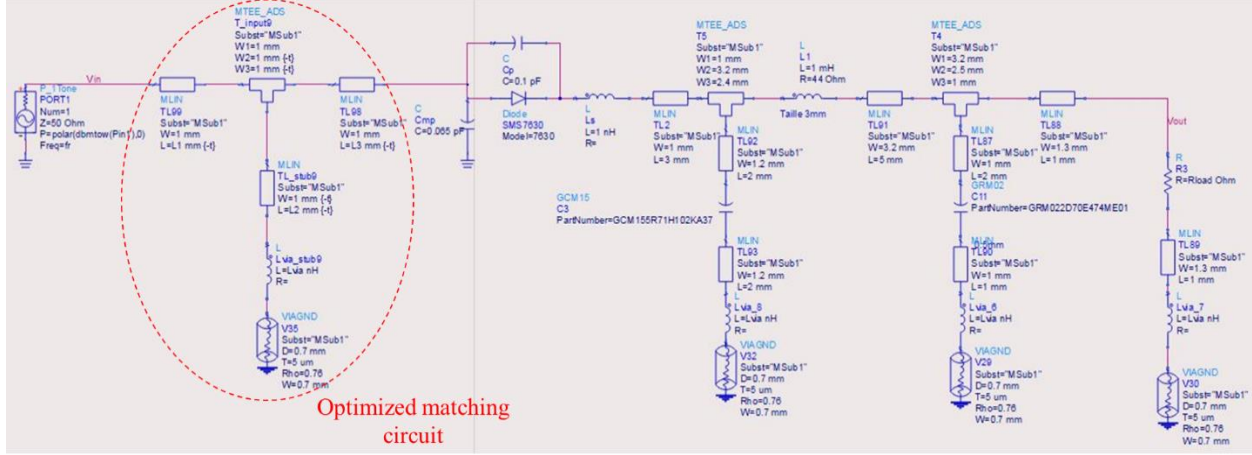 MTEE_ADS
T_input9
Subst="MSub1"
W1=1 mm
W2=1 mm {-t}
W3=1 mm {-t}
Vin
P_1Tone
PORT1
Num=1
Z=50 Ohm
P=polar(dbmtow(Pin1),0)
Freq=fr
MLIN
TL99
Subst="MSub1"
W=1 mm
L=L1 mm {-t}
MLIN
TL98
Subst="MSub1"
W=1 mm
L=L3 mm {-t}
MLIN
TL_stub9
Subst="MSub1"
W=1 mm {-t}
L=L2 mm {-t}
L
Lvia_stub9
L=Lvia nH
R=
VIAGND
V35
Subst="MSub1"
D=0.7 mm
T=5 um
Rho=0.76
W=0.7 mm
Optimized matching
circuit
C
Cmp
C=0.065 pF
C
Cp
C=0.1 pF
Diode
SMS7630
Model=7630
L
Ls
L=1 nH
R=
MLIN
TL2
Subst="MSub1"
W=1 mm
L=3 mm
MTEE_ADS
T5
Subst="MSub1"
W1=1 mm
W2=3.2 mm
W3=2.4 mm
MLIN
TL92
Subst="MSub1"
W=1.2 mm
L=2 mm
GCM15
C3
PartNumber=GCM155R71H102KA37
MLIN
TL93
Subst="MSub1"
W=1.2 mm
L=2 mm
L
Lvia_8
L=Lvia nH
R=
VIAGND
V32
Subst="MSub1"
D=0.7 mm
T=5 um
Rho=0.76
W=0.7 mm
L
L1
L=1 mH
R=44 Ohm
Taille 3mm
MLIN
TL91
Subst="MSub1"
W=3.2 mm
L=5 mm
MTEE_ADS
T4
Subst="MSub1"
W1=3.2 mm
W2=2.5 mm
W3=1 mm
MLIN
TL87
Subst="MSub1"
W=1 mm
L=2 mm
GRM02
C11
PartNumber=GRM022D70E474ME01
MLIN
0.5mm
TL90
Subst="MSub1"
W=1 mm
L=1 mm
L
Lvia_6
L=Lvia nH
R=
VIAGND
V29
Subst="MSub1"
D=0.7 mm
T=5 um
Rho=0.76
W=0.7 mm
MLIN
TL88
Subst="MSub1"
W=1.3 mm
L=1 mm
Vout
R
R3
R=Rload Ohm
MLIN
TL89
Subst="MSub1"
W=1.3 mm
L=1 mm
L
Lvia_7
L=Lvia nH
R=
VIAGND
V30
Subst="MSub1"
D=0.7 mm
T=5 um
Rho=0.76
W=0.7 mm